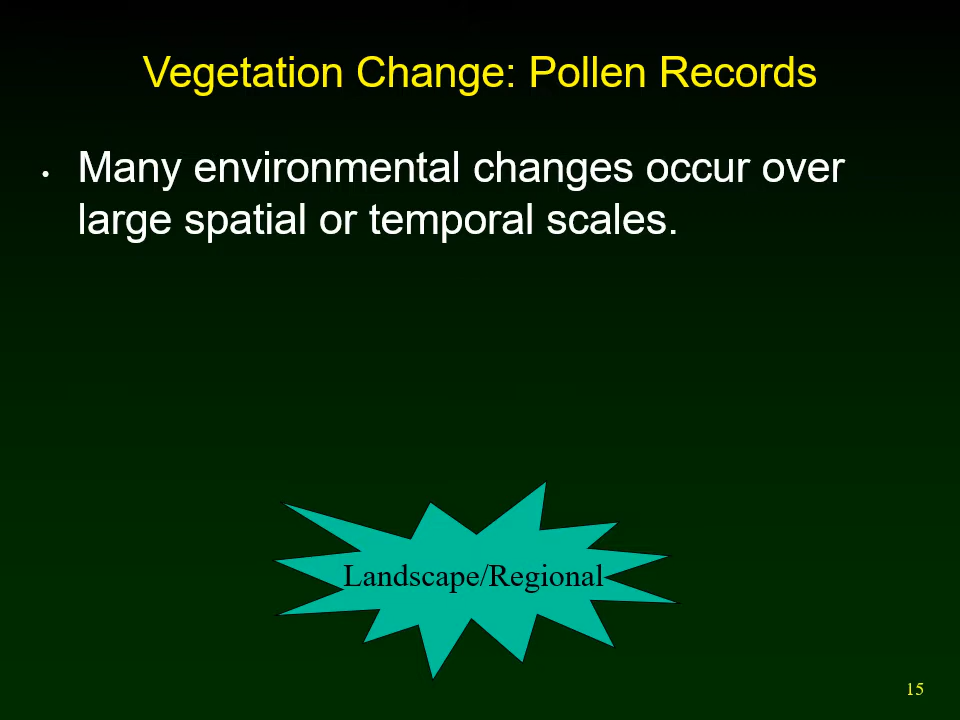 Vegetation Change: Pollen Records
• Many environmental changes occur over
large spatial or temporal scales.
Landscape/Regional
15